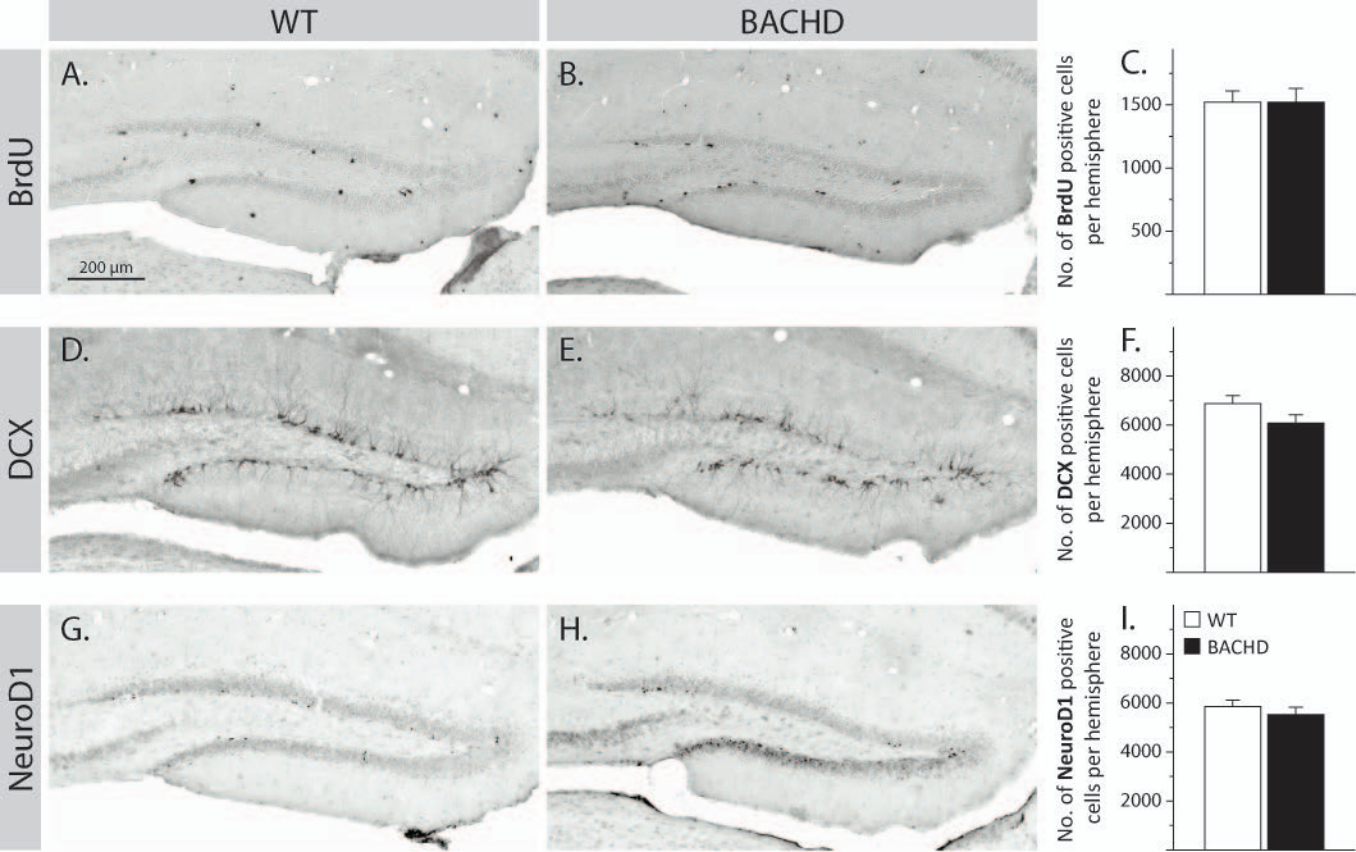 WT
BACHD
BrdU
A.
200 µm
B.
C.
No. of BrdU positive cells
per hemisphere
1500
1000
500
DCX
D.
E.
F.
No. of DCX positive cells
per hemisphere
8000
6000
4000
2000
NeuroD1
G.
H.
I.
WT
BACHD
No. of NeuroD1 positive
cells per hemisphere
8000
6000
4000
2000